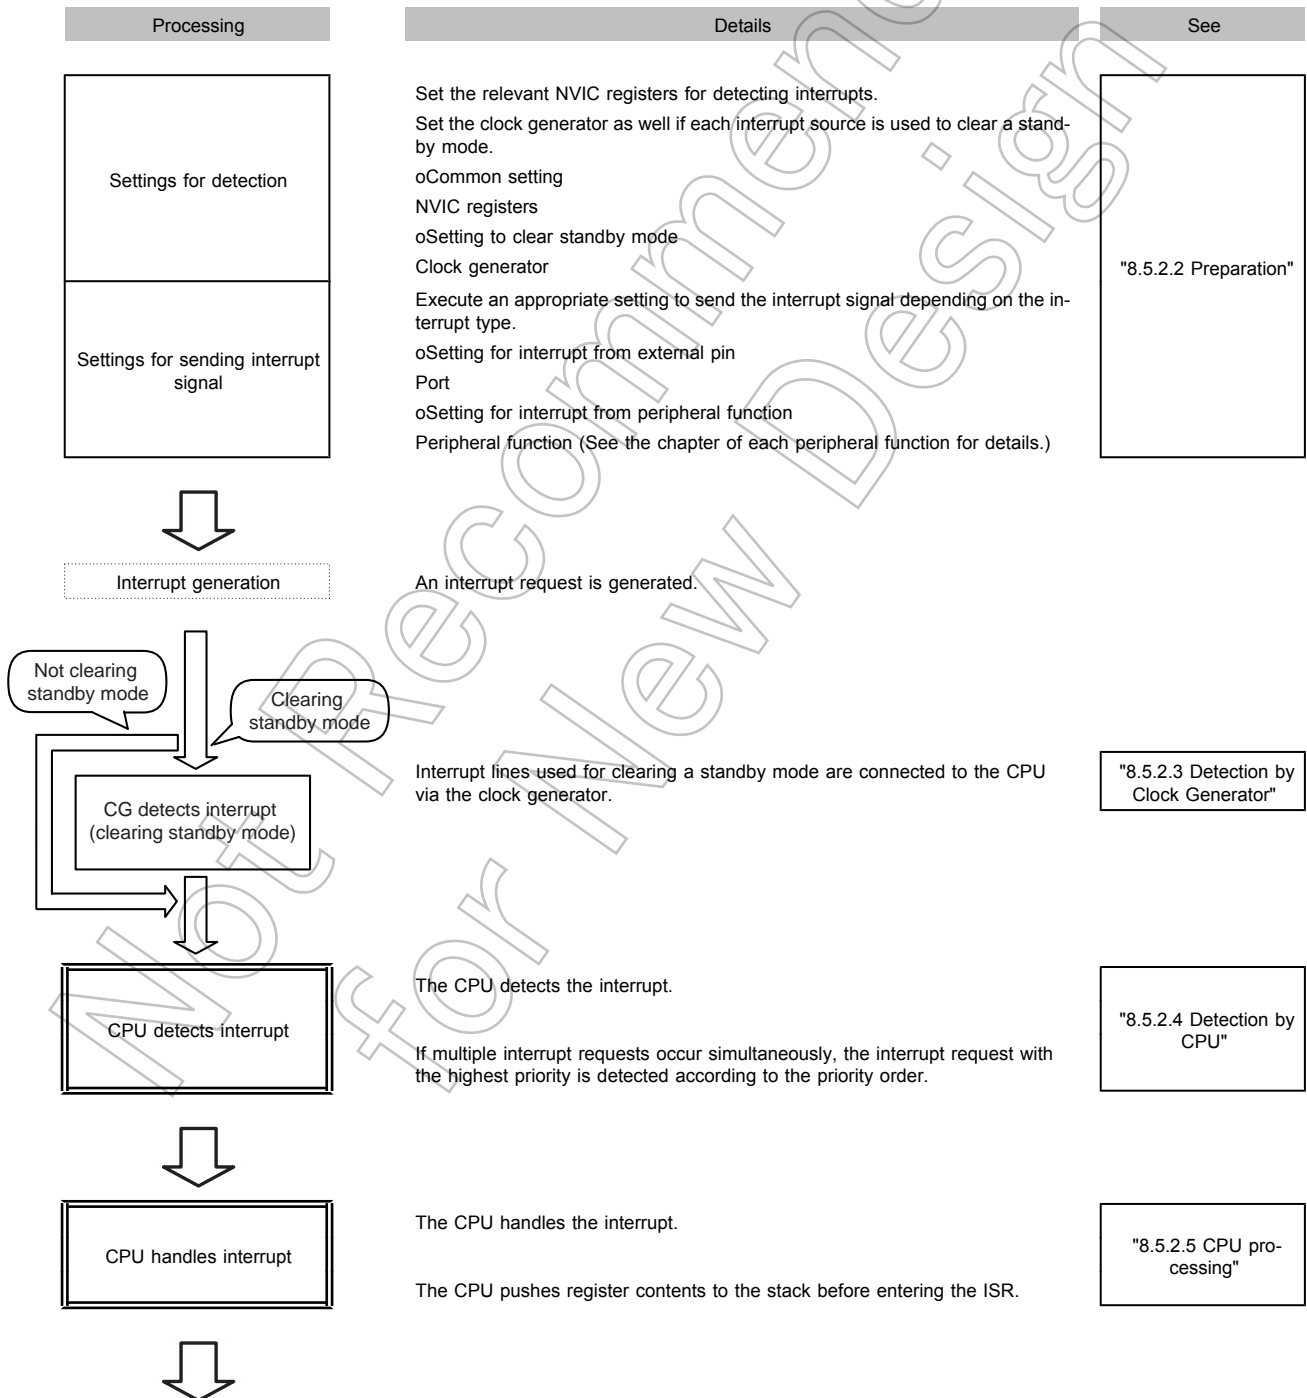 Processing
Details
See
Settings for detection
Set the relevant NVIC registers for detecting interrupts.
Set the clock generator as well if each interrupt source is used to clear a stand-
by mode.
oCommon setting
NVIC registers
oSetting to clear standby mode
Clock generator
"8.5.2.2 Preparation"
Settings for sending interrupt
signal
Execute an appropriate setting to send the interrupt signal depending on the in-
terrupt type.
oSetting for interrupt from external pin
Port
oSetting for interrupt from peripheral function
Peripheral function (See the chapter of each peripheral function for details.)
Interrupt generation
An interrupt request is generated.
Not clearing
standby mode
Clearing
standby mode
CG detects interrupt
(clearing standby mode)
Interrupt lines used for clearing a standby mode are connected to the CPU
via the clock generator.
"8.5.2.3 Detection by
Clock Generator"
CPU detects interrupt
The CPU detects the interrupt.
If multiple interrupt requests occur simultaneously, the interrupt request with
the highest priority is detected according to the priority order.
"8.5.2.4 Detection by
CPU"
CPU handles interrupt
The CPU handles the interrupt.
The CPU pushes register contents to the stack before entering the ISR.
"8.5.2.5 CPU pro-
cessing"
Not Recommen
for New Design